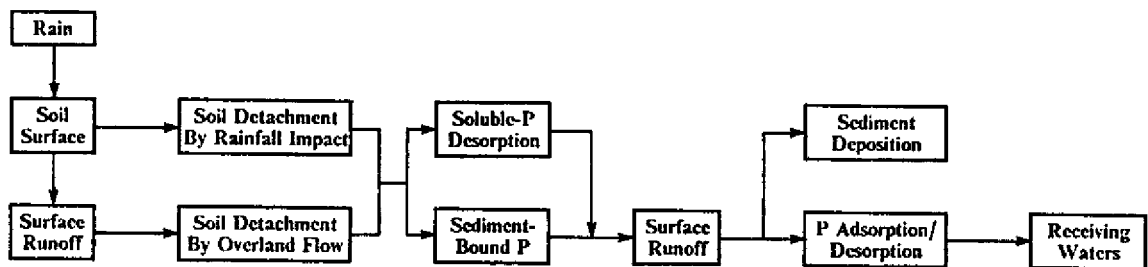 Rain
Soil
Surface
Soil Detachment
By Rainfall Impact
Soluble-P
Desorption
Sediment
Deposition
Surface
Runoff
Soil Detachment
By Overland Flow
Sediment-
Bound P
Surface
Runoff
P Adsorption/
Desorption
Receiving
Waters